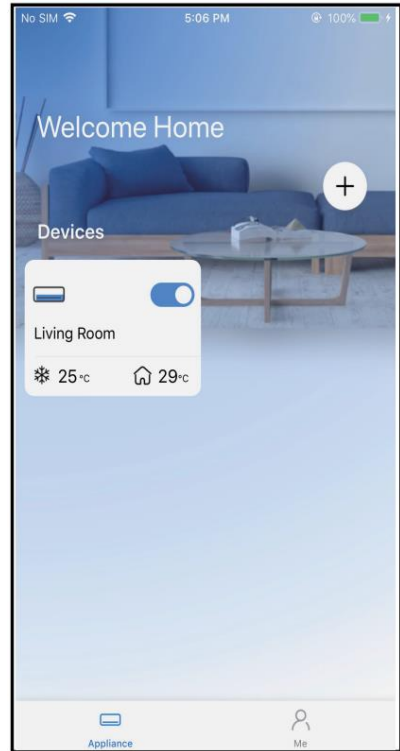 No SIM 5:06 PM 100%
Welcome Home
+
Devices
Living Room
25°C 29°C
Appliance Me